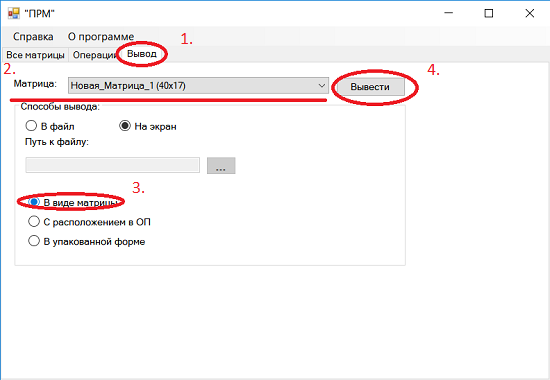 "ПРМ"
Справка О программе
1.
Все матрицы Операции Вывод
2.
4.
Матрица: Новая_Матрица_1 (40x17) Вывести
Способы вывода:
В файл На экран
Путь к файлу:
...
3.
В виде матрицы
С расположением в ОП
В упакованной форме